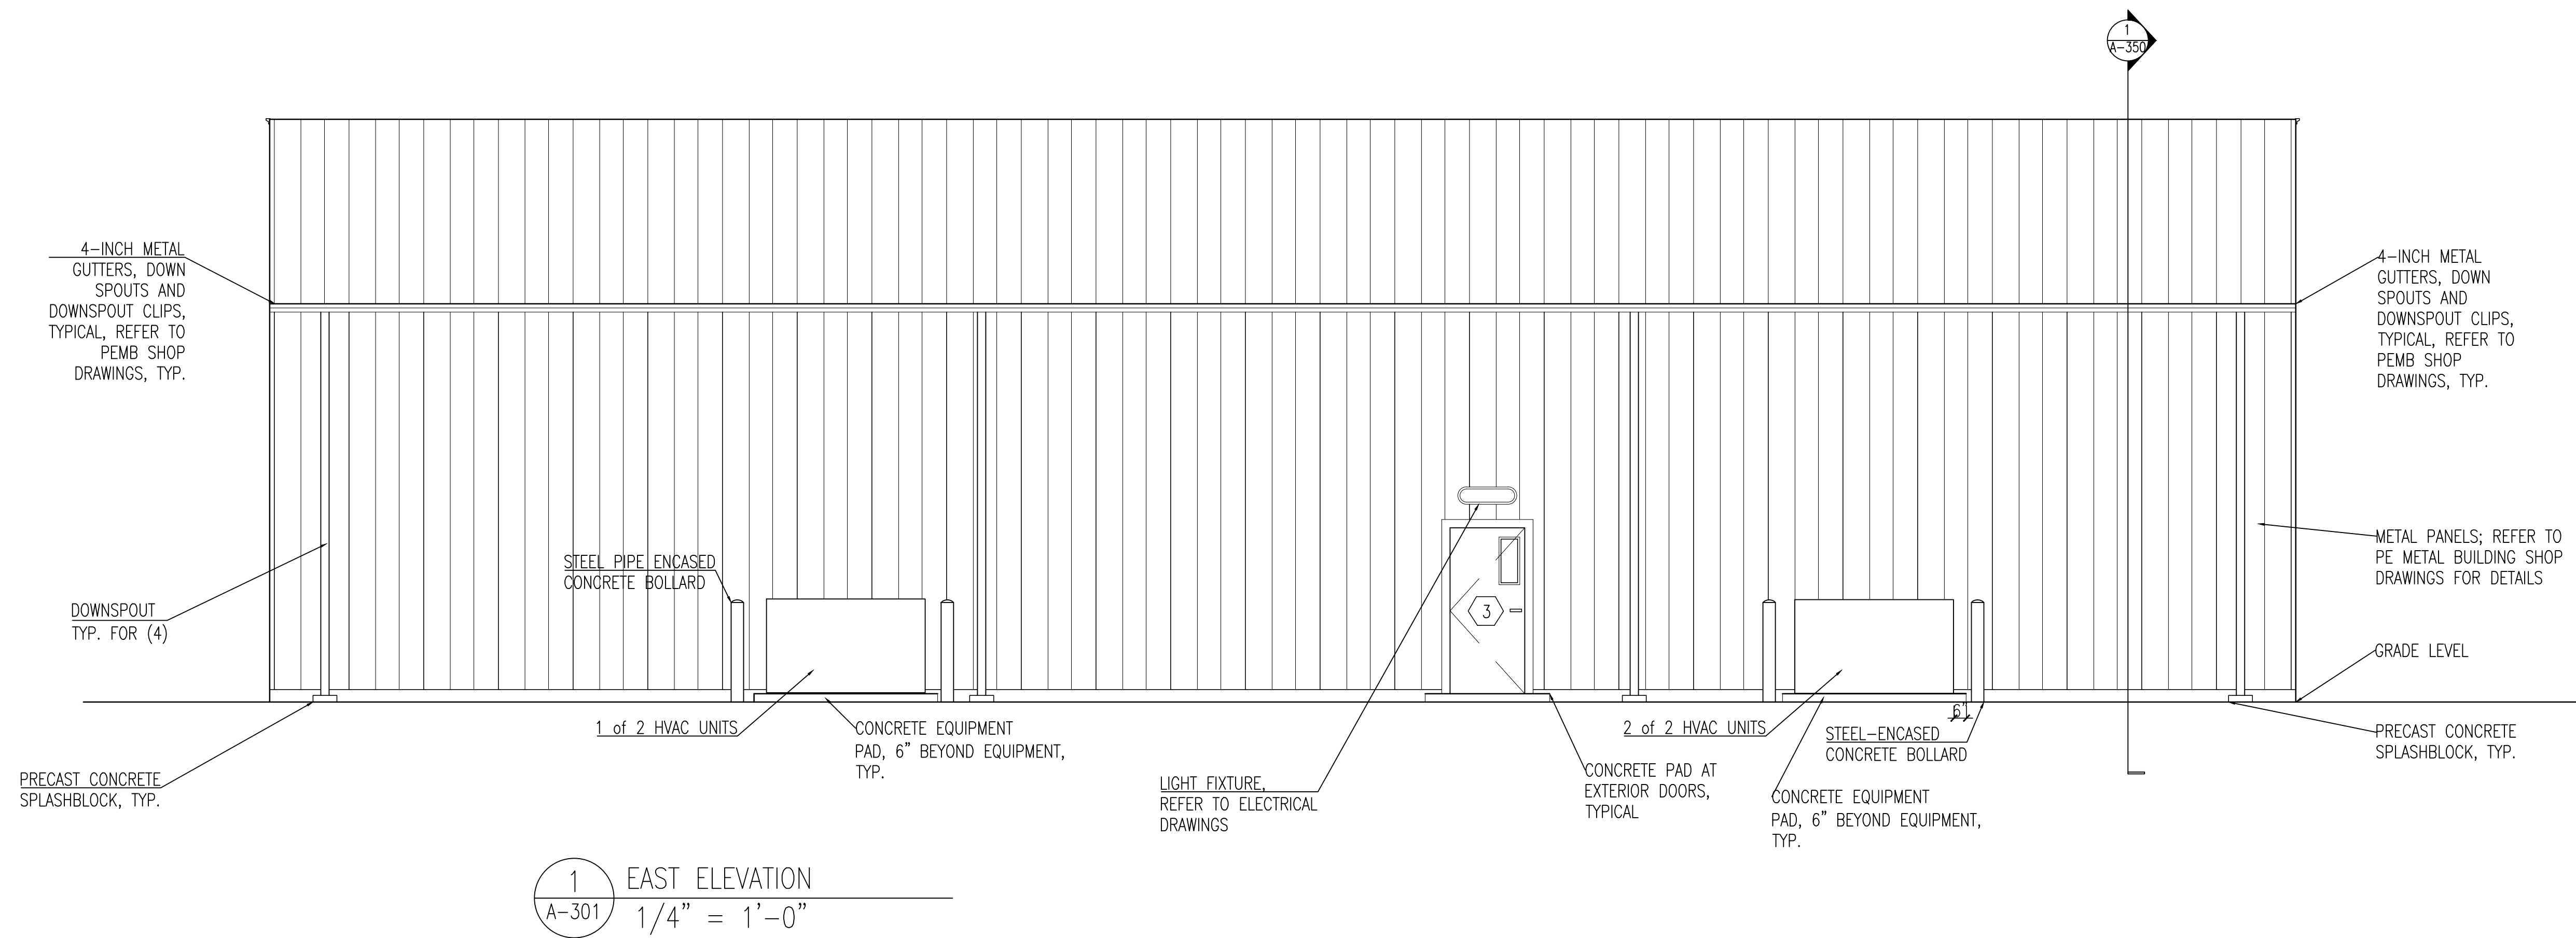 1
A-350
4-INCH METAL
GUTTERS, DOWN
SPOUTS AND
DOWNSPOUT CLIPS,
TYPICAL, REFER TO
PEMB SHOP
DRAWINGS, TYP.
4-INCH METAL
GUTTERS, DOWN
SPOUTS AND
DOWNSPOUT CLIPS,
TYPICAL, REFER TO
PEMB SHOP
DRAWINGS, TYP.
METAL PANELS; REFER TO
PE METAL BUILDING SHOP
DRAWINGS FOR DETAILS
STEEL PIPE ENCASED
CONCRETE BOLLARD
DOWNSPOUT
TYP. FOR (4)
3
GRADE LEVEL
6"
1 of 2 HVAC UNITS
CONCRETE EQUIPMENT
PAD, 6" BEYOND EQUIPMENT,
TYP.
2 of 2 HVAC UNITS
STEEL-ENCASED
CONCRETE BOLLARD
PRECAST CONCRETE
SPLASHBLOCK, TYP.
PRECAST CONCRETE
SPLASHBLOCK, TYP.
LIGHT FIXTURE,
REFER TO ELECTRICAL
DRAWINGS
CONCRETE PAD AT
EXTERIOR DOORS,
TYPICAL
CONCRETE EQUIPMENT
PAD, 6" BEYOND EQUIPMENT,
TYP.
1
A-301
EAST ELEVATION
1/4" = 1'-0"